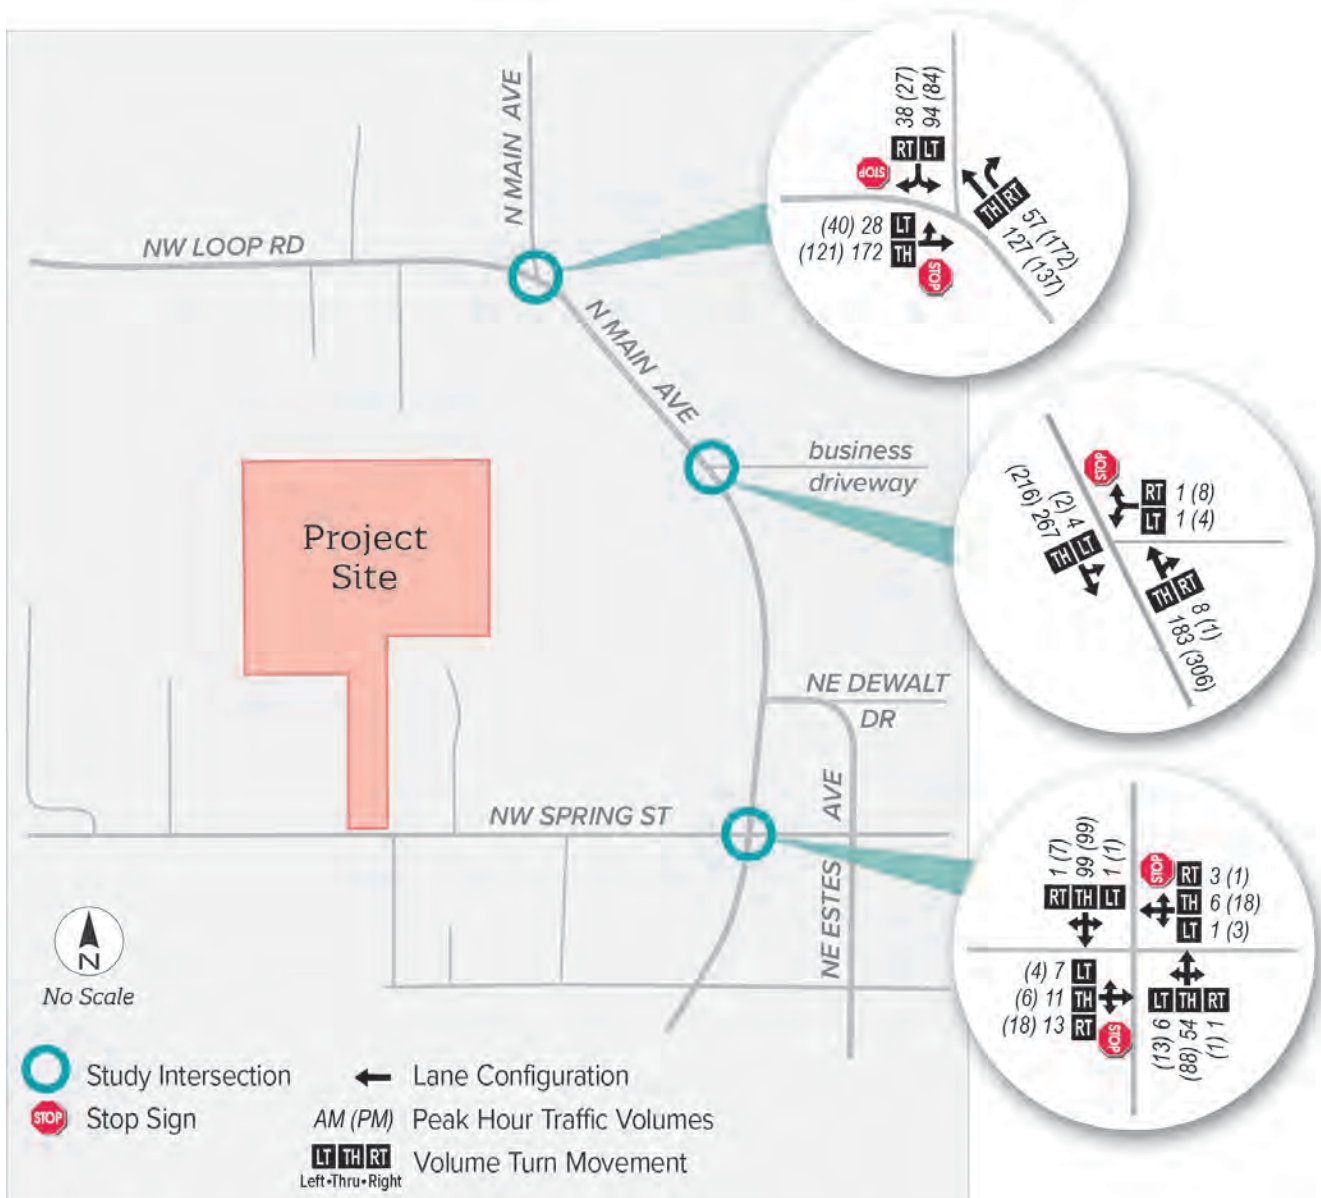 N MAIN AVE
NW LOOP RD
N MAIN AVE
business
driveway
Project
Site
NE DEWALT
DR
NW SPRING ST
NE ESTES AVE
N
No Scale
38 (27)
94 (84)
RT LT
STOP
(40) 28 LT
(121) 172 TH
STOP
TH RT
57 (172)
127 (137)
STOP
RT 1 (8)
LT 1 (4)
(2) 4
(216) 267
TH LT
TH RT
8 (1)
183 (306)
1 (7)
99 (99)
1 (1)
RT TH LT
STOP
RT 3 (1)
TH 6 (18)
LT 1 (3)
(4) 7 LT
(6) 11 TH
(18) 13 RT
STOP
LT TH RT
(13) 6
(88) 54
(1) 1
Study Intersection
Lane Configuration
STOP Stop Sign
AM (PM) Peak Hour Traffic Volumes
LT TH RT Volume Turn Movement
Left•Thru•Right